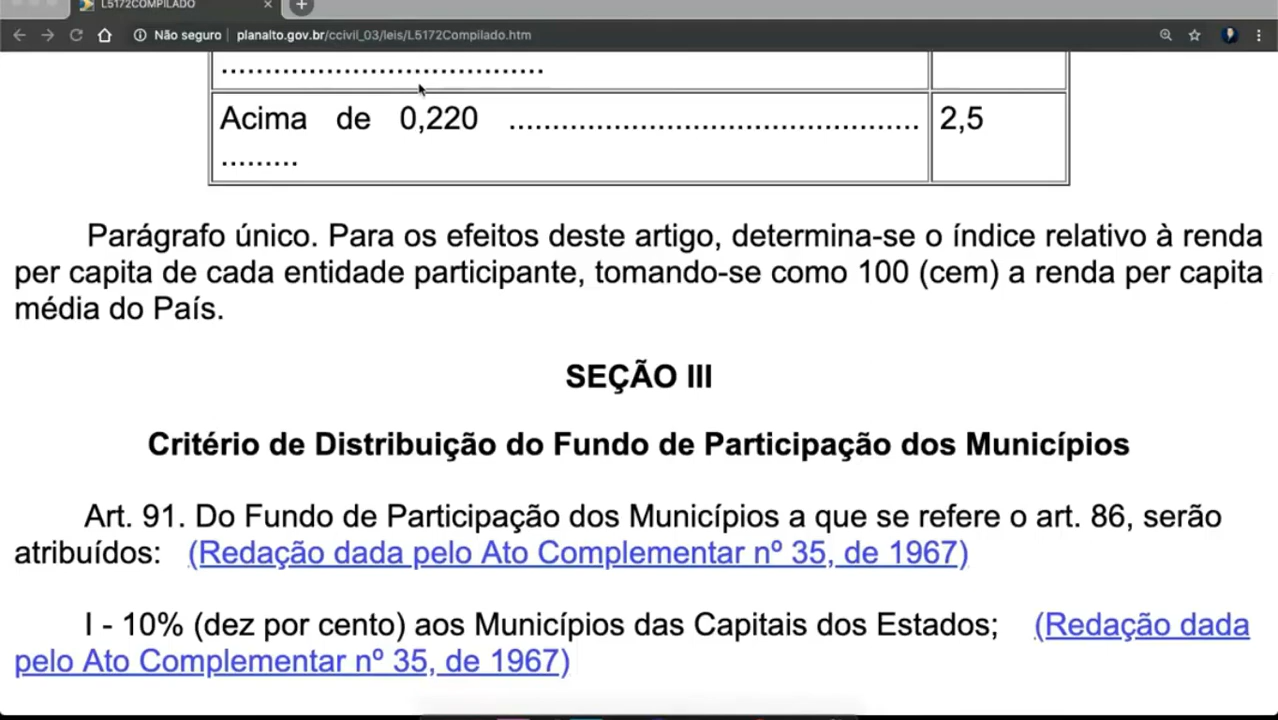 L5172COMPILADO
Não seguro | planalto.gov.br/ccivil_03/leis/L5172Compilado.htm
.....................................
Acima de 0,220 ............................................... 2,5
.........
Parágrafo único. Para os efeitos deste artigo, determina-se o índice relativo à renda
per capita de cada entidade participante, tomando-se como 100 (cem) a renda per capita
média do País.
SEÇÃO III
Critério de Distribuição do Fundo de Participação dos Municípios
Art. 91. Do Fundo de Participação dos Municípios a que se refere o art. 86, serão
atribuídos: (Redação dada pelo Ato Complementar nº 35, de 1967)
I - 10% (dez por cento) aos Municípios das Capitais dos Estados; (Redação dada
pelo Ato Complementar nº 35, de 1967)